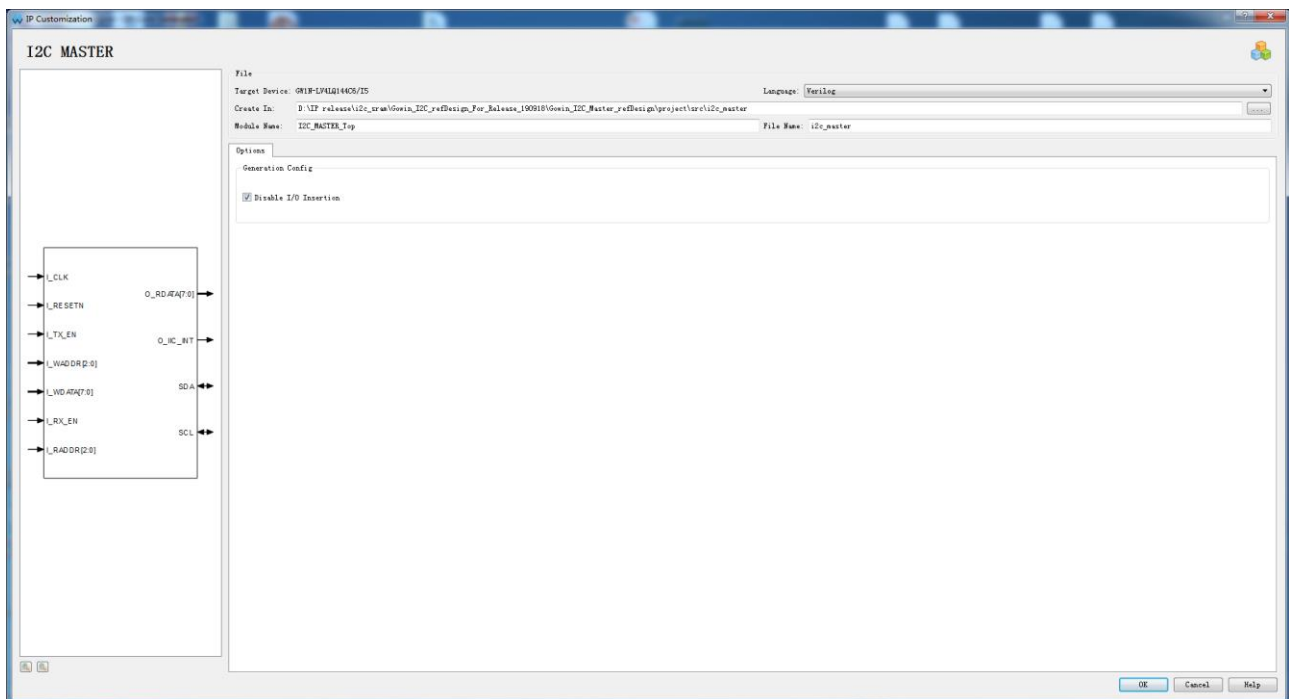 IP Customization
I2C MASTER
File
Target Device: GW1N-LV4LQ144C6/I5
Language: Verilog
Create In: D:\IP release\i2c_sram\Gowin_I2C_refDesign_For_Release_190918\Gowin_I2C_Master_refDesign\project\src\i2c_master
...
Module Name: I2C_MASTER_Top
File Name: i2c_master
Options
Generation Config
Disable I/O Insertion
I_CLK
O_RDATA[7:0]
I_RESETN
I_TX_EN
O_IIC_INT
I_WADDR[2:0]
SDA
I_WDATA[7:0]
I_RX_EN
SCL
I_RADDR[2:0]
OK
Cancel
Help